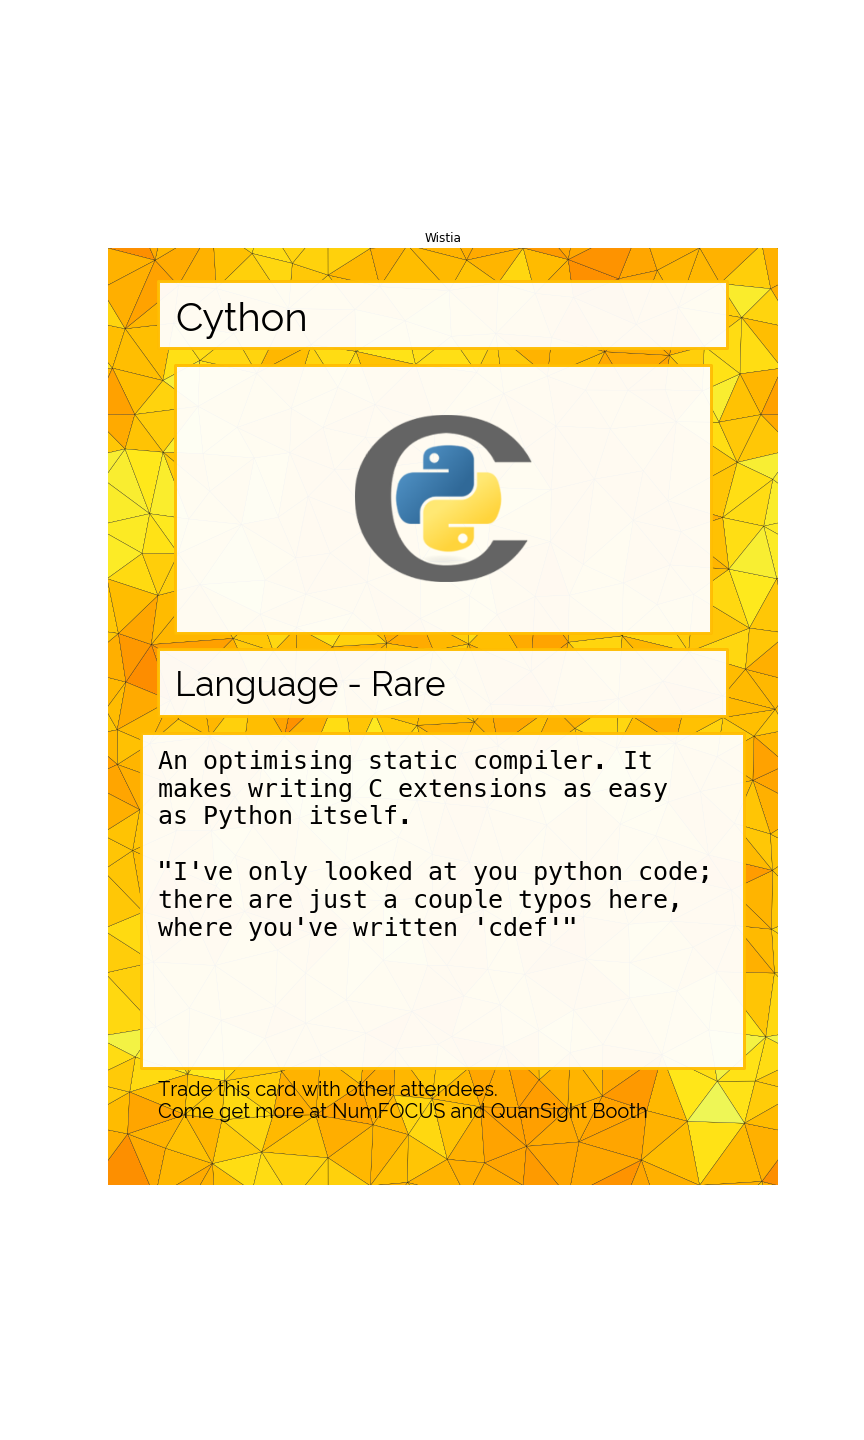 Wistia
Cython
Language - Rare
An optimising static compiler. It
makes writing C extensions as easy
as Python itself.
"I've only looked at you python code;
there are just a couple typos here,
where you've written 'cdef'"
Trade this card with other attendees.
Come get more at NumFOCUS and QuanSight Booth